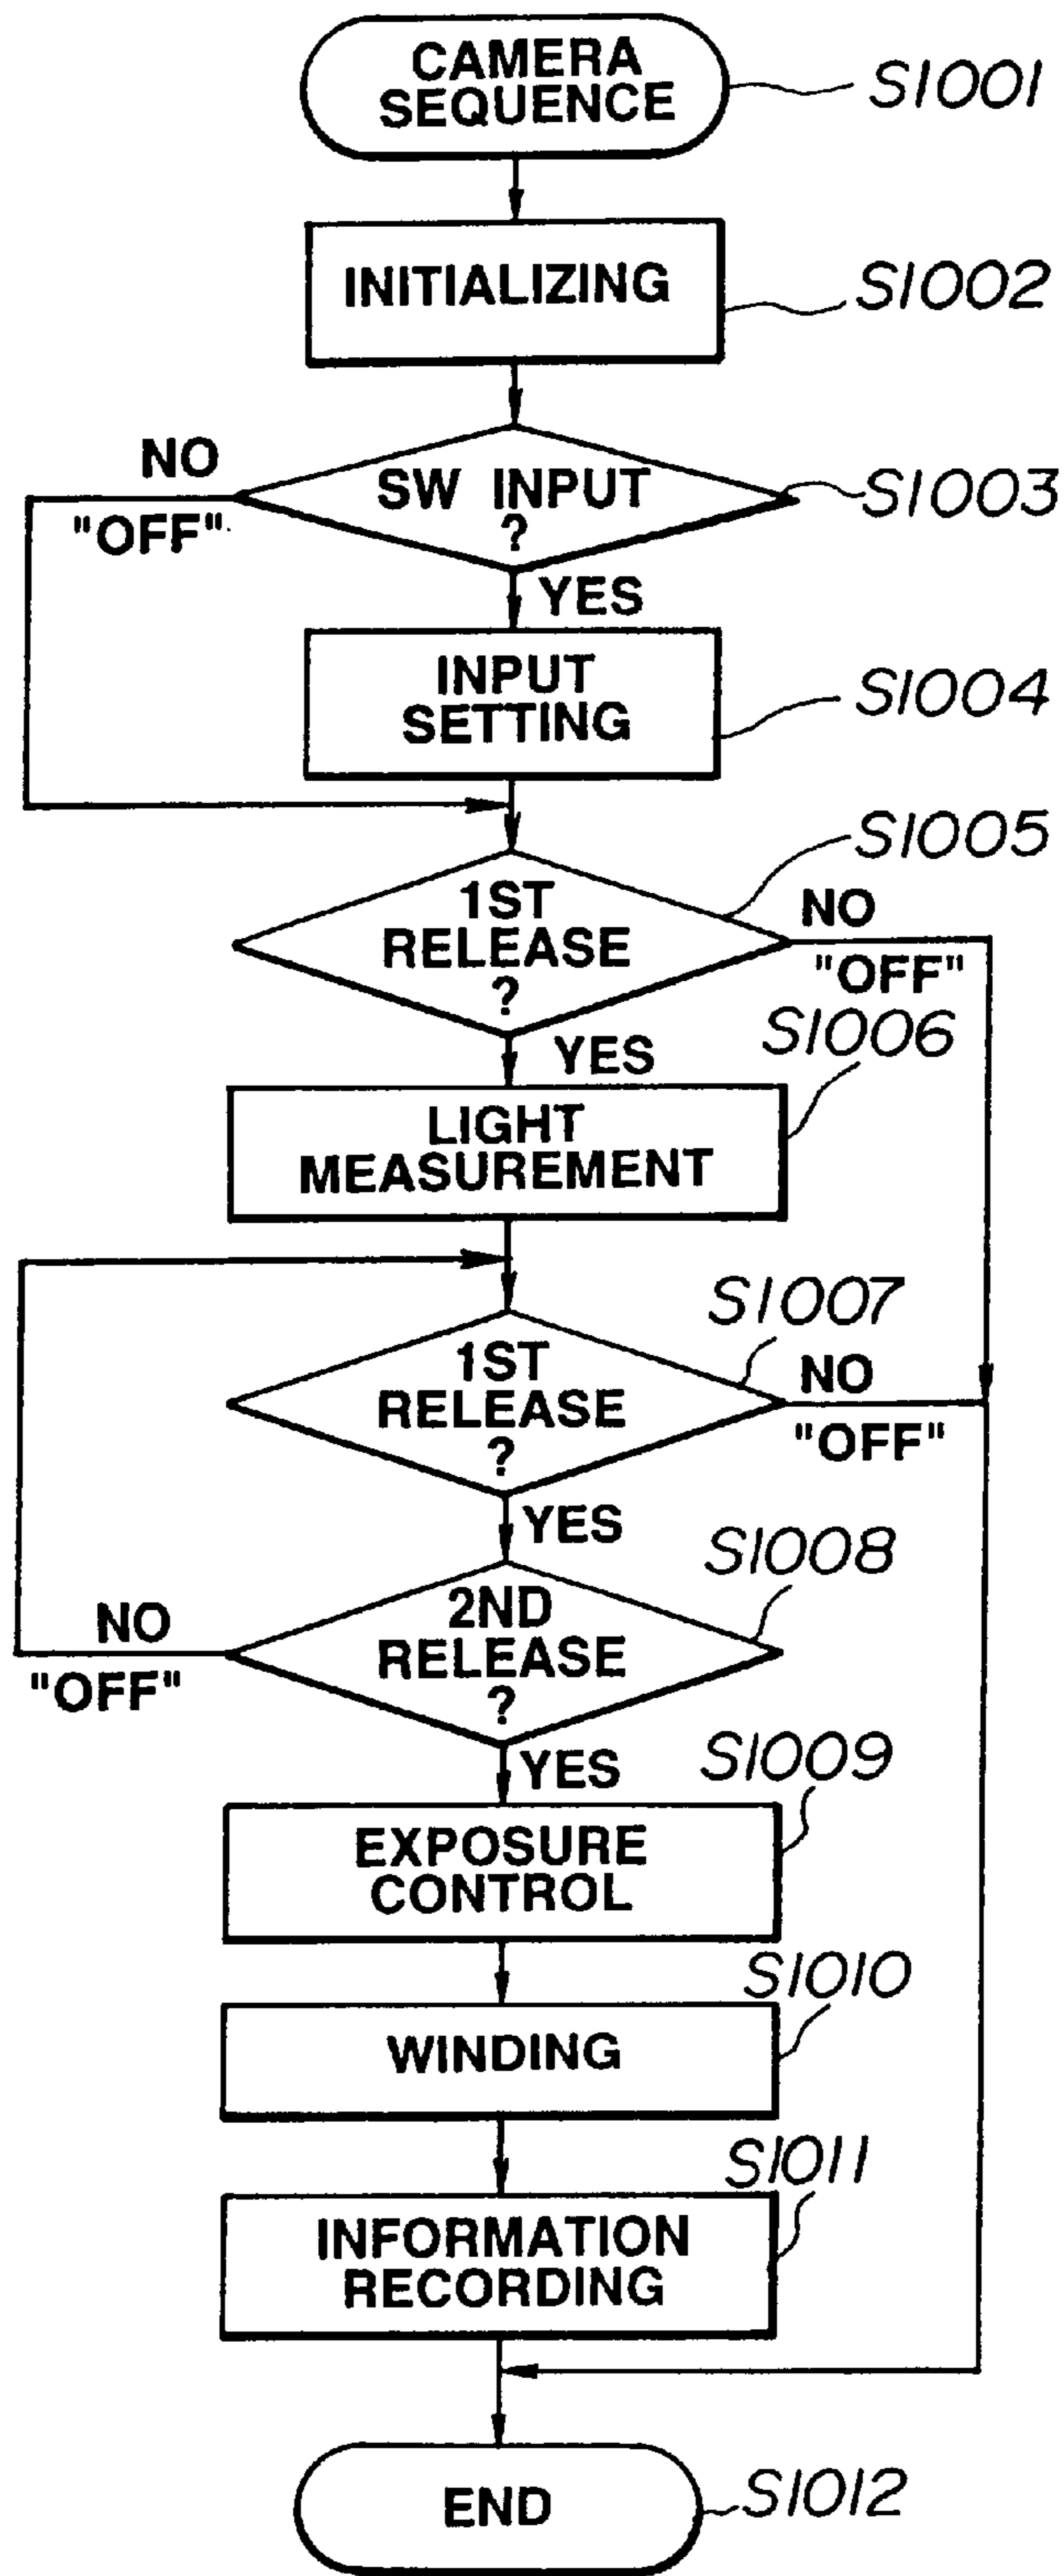 CAMERA
SEQUENCE
S1001
INITIALIZING
S1002
NO
"OFF"
SW INPUT
?
S1003
YES
INPUT
SETTING
S1004
S1005
1ST
RELEASE
?
NO
"OFF"
YES
S1006
LIGHT
MEASUREMENT
S1007
1ST
RELEASE
?
NO
"OFF"
YES
S1008
2ND
RELEASE
?
NO
"OFF"
YES
S1009
EXPOSURE
CONTROL
S1010
WINDING
S1011
INFORMATION
RECORDING
END
S1012